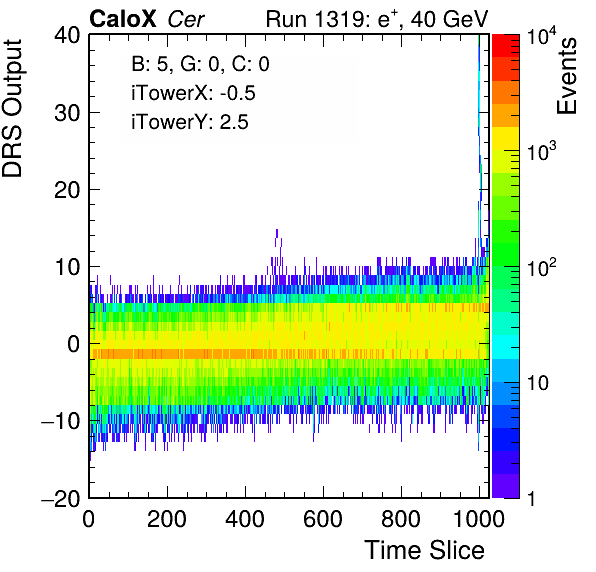 CaloX Cer Run 1319: e+, 40 GeV
B: 5, G: 0, C: 0
iTowerX: -0.5
iTowerY: 2.5
DRS Output
40
30
20
10
0
−10
−20
0 200 400 600 800 1000
Time Slice
10^4
10^3
10^2
10
1
Events